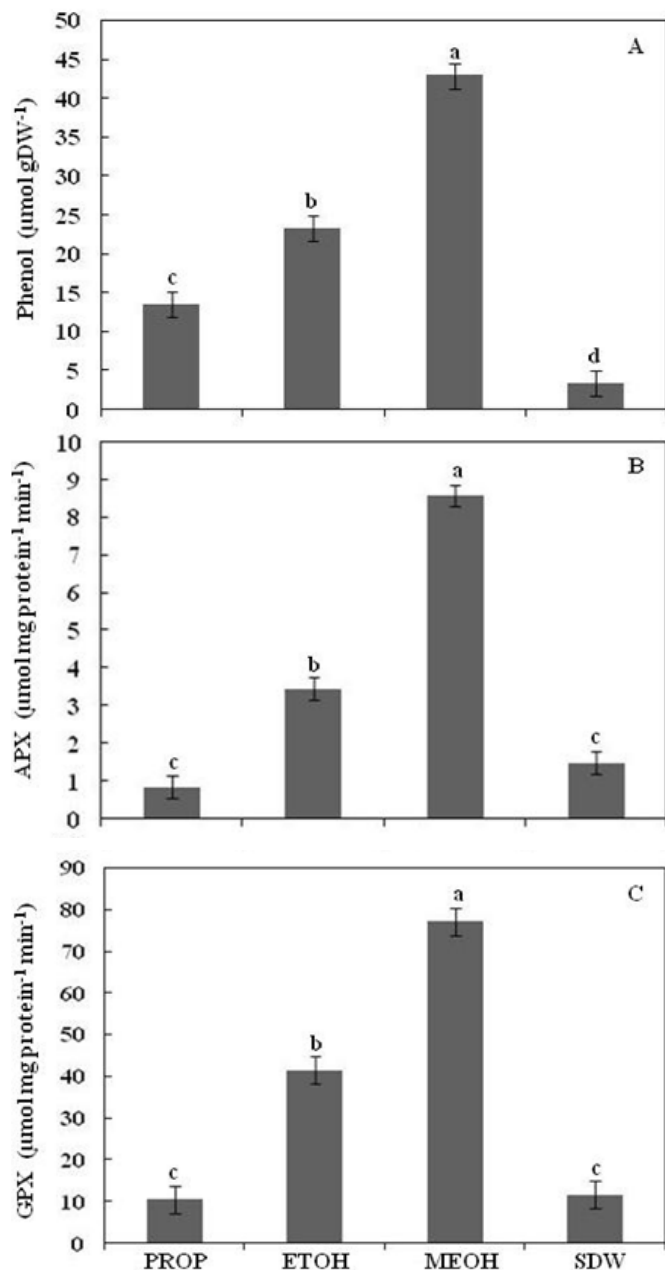 A
Phenol (µmol gDW⁻¹)
50
45
40
35
30
25
20
15
10
5
0
c
b
a
d
B
APX (µmol mg protein⁻¹ min⁻¹)
10
9
8
7
6
5
4
3
2
1
0
c
b
a
c
C
GPX (µmol mg protein⁻¹ min⁻¹)
90
80
70
60
50
40
30
20
10
0
c
b
a
c
PROP ETOH MEOH SDW